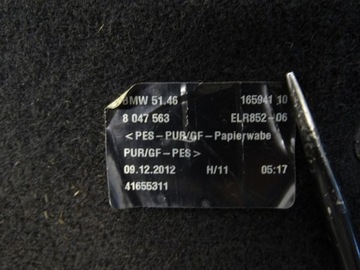 BMW 51.46 165941 10
8 047 563 ELR852-06
<PES-PUR/GF-Papierwabe
PUR/GF-PES>
09.12.2012 H/11 05:17
41655311